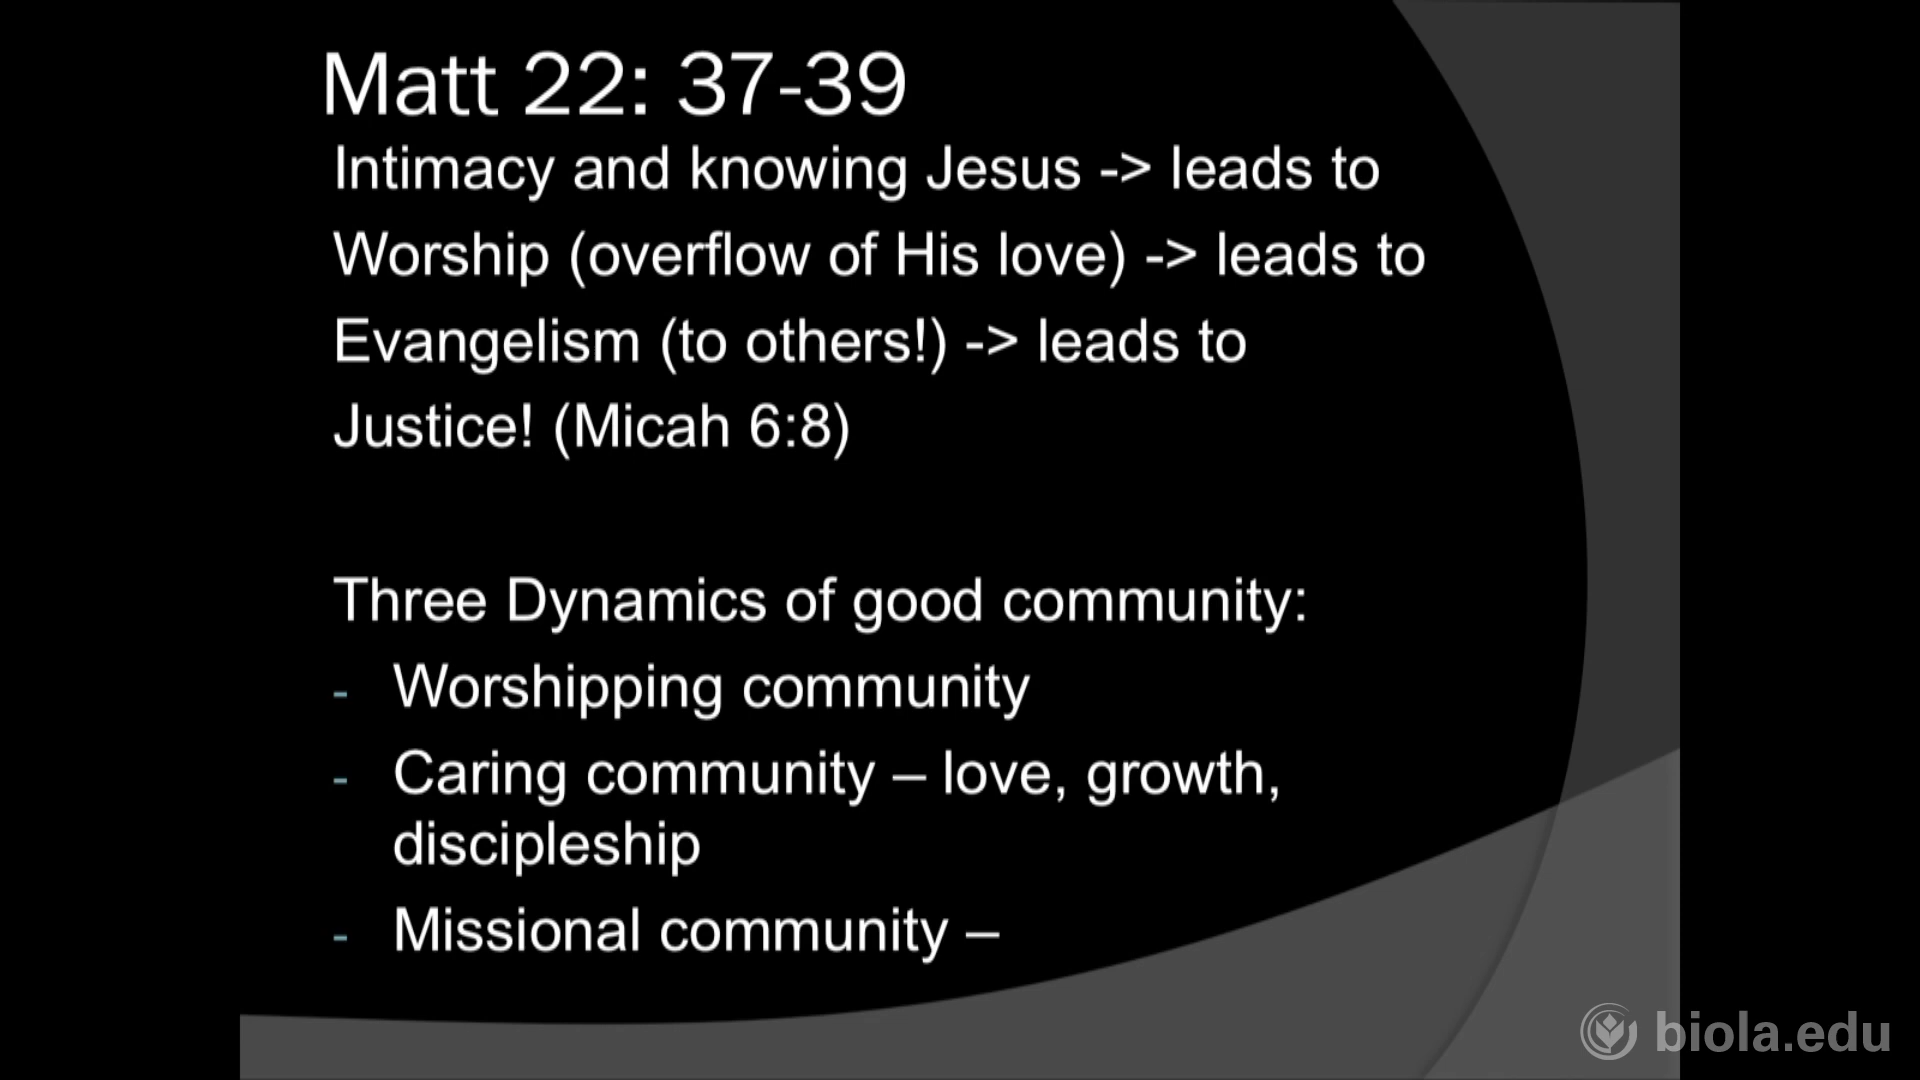 Matt 22: 37-39
Intimacy and knowing Jesus -> leads to
Worship (overflow of His love) -> leads to
Evangelism (to others!) -> leads to
Justice! (Micah 6:8)
Three Dynamics of good community:
- Worshipping community
- Caring community – love, growth,
discipleship
- Missional community –
biola.edu